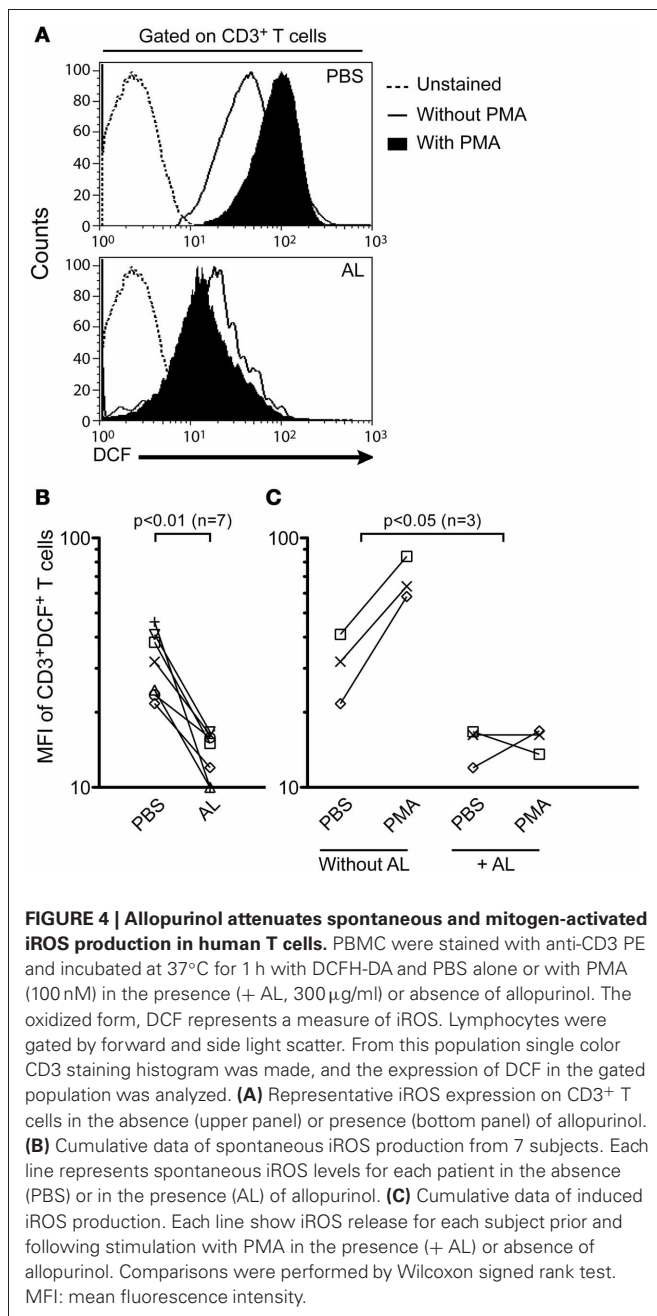 A
Gated on CD3+ T cells
PBS
Unstained
Without PMA
With PMA
100
80
60
40
20
0
10⁰ 10¹ 10² 10³
Counts
AL
100
80
60
40
20
0
10⁰ 10¹ 10² 10³
DCF
B
p<0.01 (n=7)
100
10
MFI of CD3+DCF+ T cells
PBS
AL
C
p<0.05 (n=3)
100
10
PBS
PMA
PBS
PMA
Without AL
+ AL
FIGURE 4 | Allopurinol attenuates spontaneous and mitogen-activated
iROS production in human T cells. PBMC were stained with anti-CD3 PE
and incubated at 37°C for 1 h with DCFH-DA and PBS alone or with PMA
(100 nM) in the presence (+ AL, 300 μg/ml) or absence of allopurinol. The
oxidized form, DCF represents a measure of iROS. Lymphocytes were
gated by forward and side light scatter. From this population single color
CD3 staining histogram was made, and the expression of DCF in the gated
population was analyzed. (A) Representative iROS expression on CD3+ T
cells in the absence (upper panel) or presence (bottom panel) of allopurinol.
(B) Cumulative data of spontaneous iROS production from 7 subjects. Each
line represents spontaneous iROS levels for each patient in the absence
(PBS) or in the presence (AL) of allopurinol. (C) Cumulative data of induced
iROS production. Each line show iROS release for each subject prior and
following stimulation with PMA in the presence (+ AL) or absence of
allopurinol. Comparisons were performed by Wilcoxon signed rank test.
MFI: mean fluorescence intensity.